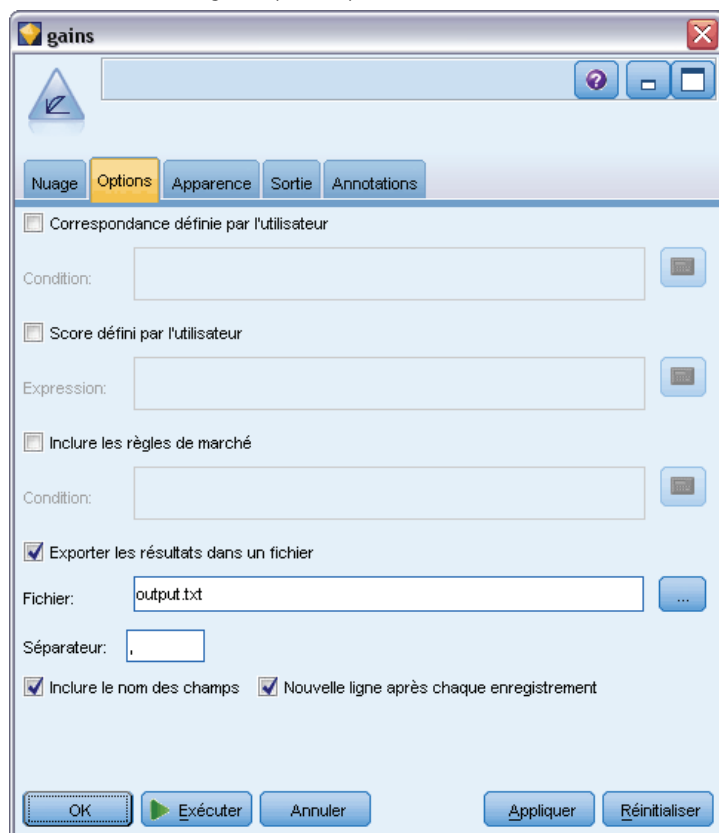 gains
Nuage Options Apparence Sortie Annotations
Correspondance définie par l'utilisateur
Condition:
Score défini par l'utilisateur
Expression:
Inclure les règles de marché
Condition:
Exporter les résultats dans un fichier
Fichier: output.txt ...
Séparateur: ,
Inclure le nom des champs Nouvelle ligne après chaque enregistrement
OK Exécuter Annuler Appliquer Réinitialiser